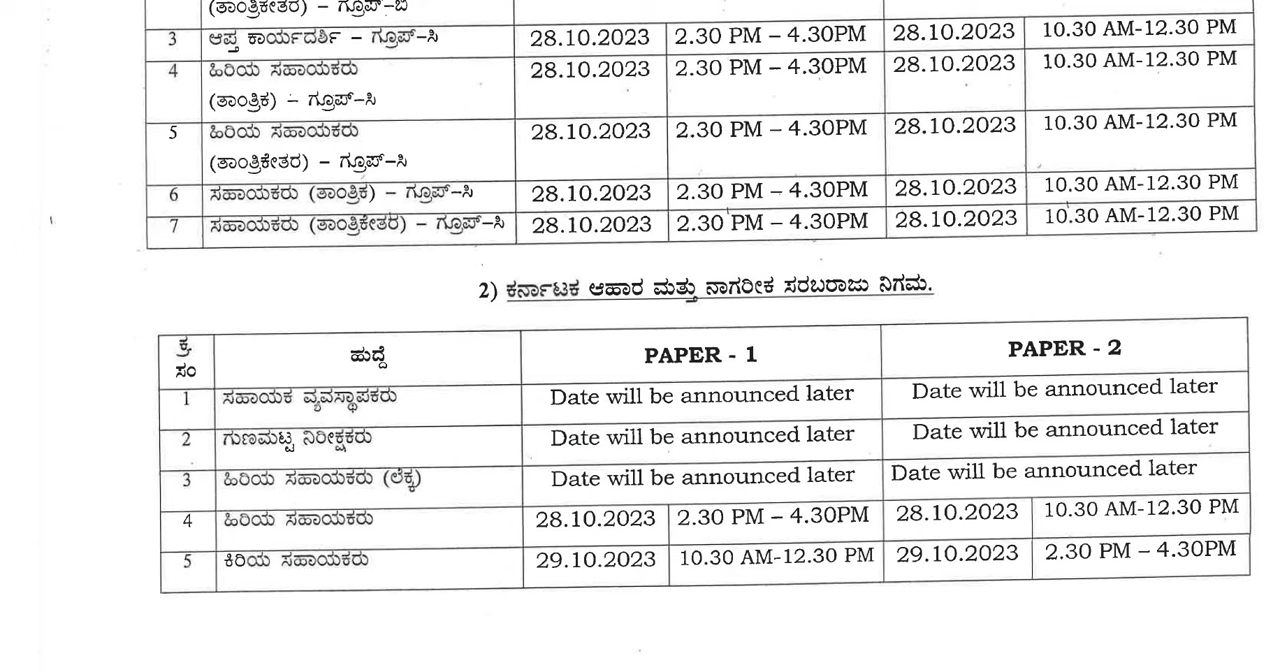 (ತಾಂತ್ರಿಕೇತರ) – ಗ್ರೂಪ್-ಬಿ
3 ಆಪ್ತ ಕಾರ್ಯದರ್ಶಿ – ಗ್ರೂಪ್-ಸಿ 28.10.2023 2.30 PM – 4.30PM 28.10.2023 10.30 AM-12.30 PM
4 ಹಿರಿಯ ಸಹಾಯಕರು 28.10.2023 2.30 PM – 4.30PM 28.10.2023 10.30 AM-12.30 PM
(ತಾಂತ್ರಿಕ) – ಗ್ರೂಪ್-ಸಿ
5 ಹಿರಿಯ ಸಹಾಯಕರು 28.10.2023 2.30 PM – 4.30PM 28.10.2023 10.30 AM-12.30 PM
(ತಾಂತ್ರಿಕೇತರ) – ಗ್ರೂಪ್-ಸಿ
6 ಸಹಾಯಕರು (ತಾಂತ್ರಿಕ) – ಗ್ರೂಪ್-ಸಿ 28.10.2023 2.30 PM – 4.30PM 28.10.2023 10.30 AM-12.30 PM
7 ಸಹಾಯಕರು (ತಾಂತ್ರಿಕೇತರ) – ಗ್ರೂಪ್-ಸಿ 28.10.2023 2.30 PM – 4.30PM 28.10.2023 10.30 AM-12.30 PM
2) ಕರ್ನಾಟಕ ಆಹಾರ ಮತ್ತು ನಾಗರೀಕ ಸರಬರಾಜು ನಿಗಮ.
ಕ್ರ. ಸಂ ಹುದ್ದೆ PAPER - 1 PAPER - 2
1 ಸಹಾಯಕ ವ್ಯವಸ್ಥಾಪಕರು Date will be announced later Date will be announced later
2 ಗುಣಮಟ್ಟ ನಿರೀಕ್ಷಕರು Date will be announced later Date will be announced later
3 ಹಿರಿಯ ಸಹಾಯಕರು (ಲೆಕ್ಕ) Date will be announced later Date will be announced later
4 ಹಿರಿಯ ಸಹಾಯಕರು 28.10.2023 2.30 PM – 4.30PM 28.10.2023 10.30 AM-12.30 PM
5 ಕಿರಿಯ ಸಹಾಯಕರು 29.10.2023 10.30 AM-12.30 PM 29.10.2023 2.30 PM – 4.30PM